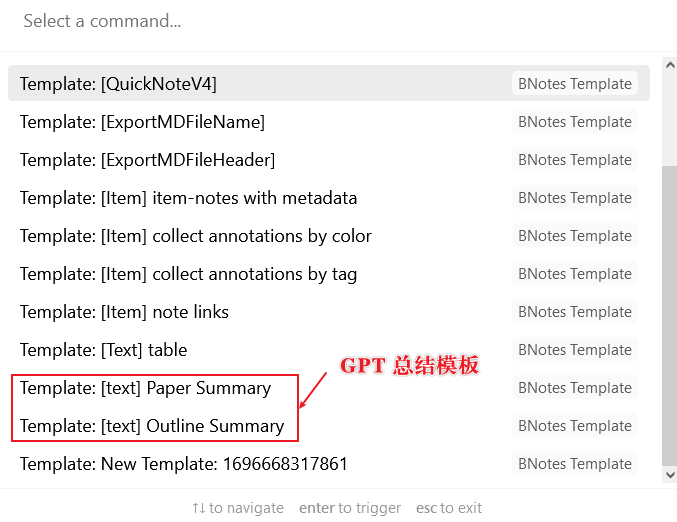 Select a command...
Template: [QuickNoteV4] BNotes Template
Template: [ExportMDFileName] BNotes Template
Template: [ExportMDFileHeader] BNotes Template
Template: [Item] item-notes with metadata BNotes Template
Template: [Item] collect annotations by color BNotes Template
Template: [Item] collect annotations by tag BNotes Template
Template: [Item] note links BNotes Template
Template: [Text] table BNotes Template
GPT 总结模板
Template: [text] Paper Summary BNotes Template
Template: [text] Outline Summary BNotes Template
Template: New Template: 1696668317861 BNotes Template
↑↓ to navigate enter to trigger esc to exit